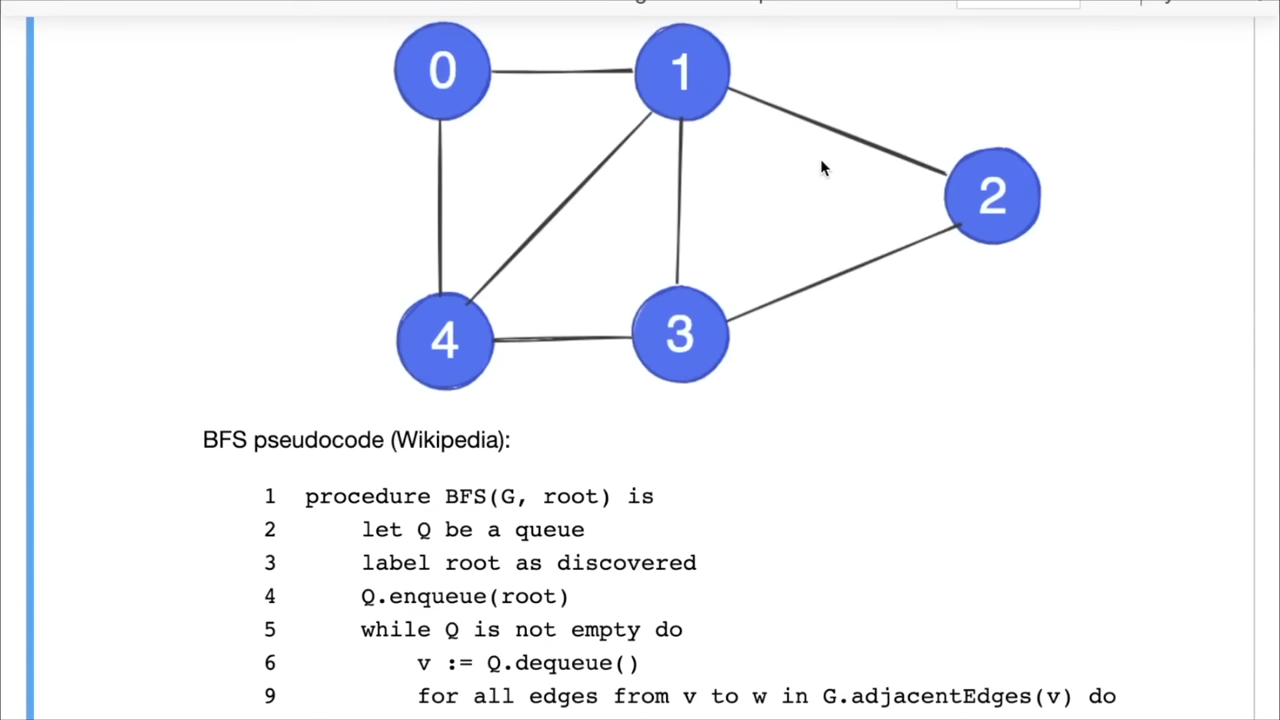 0
1
2
4
3
BFS pseudocode (Wikipedia):
1 procedure BFS(G, root) is
2 let Q be a queue
3 label root as discovered
4 Q.enqueue(root)
5 while Q is not empty do
6 v := Q.dequeue()
9 for all edges from v to w in G.adjacentEdges(v) do